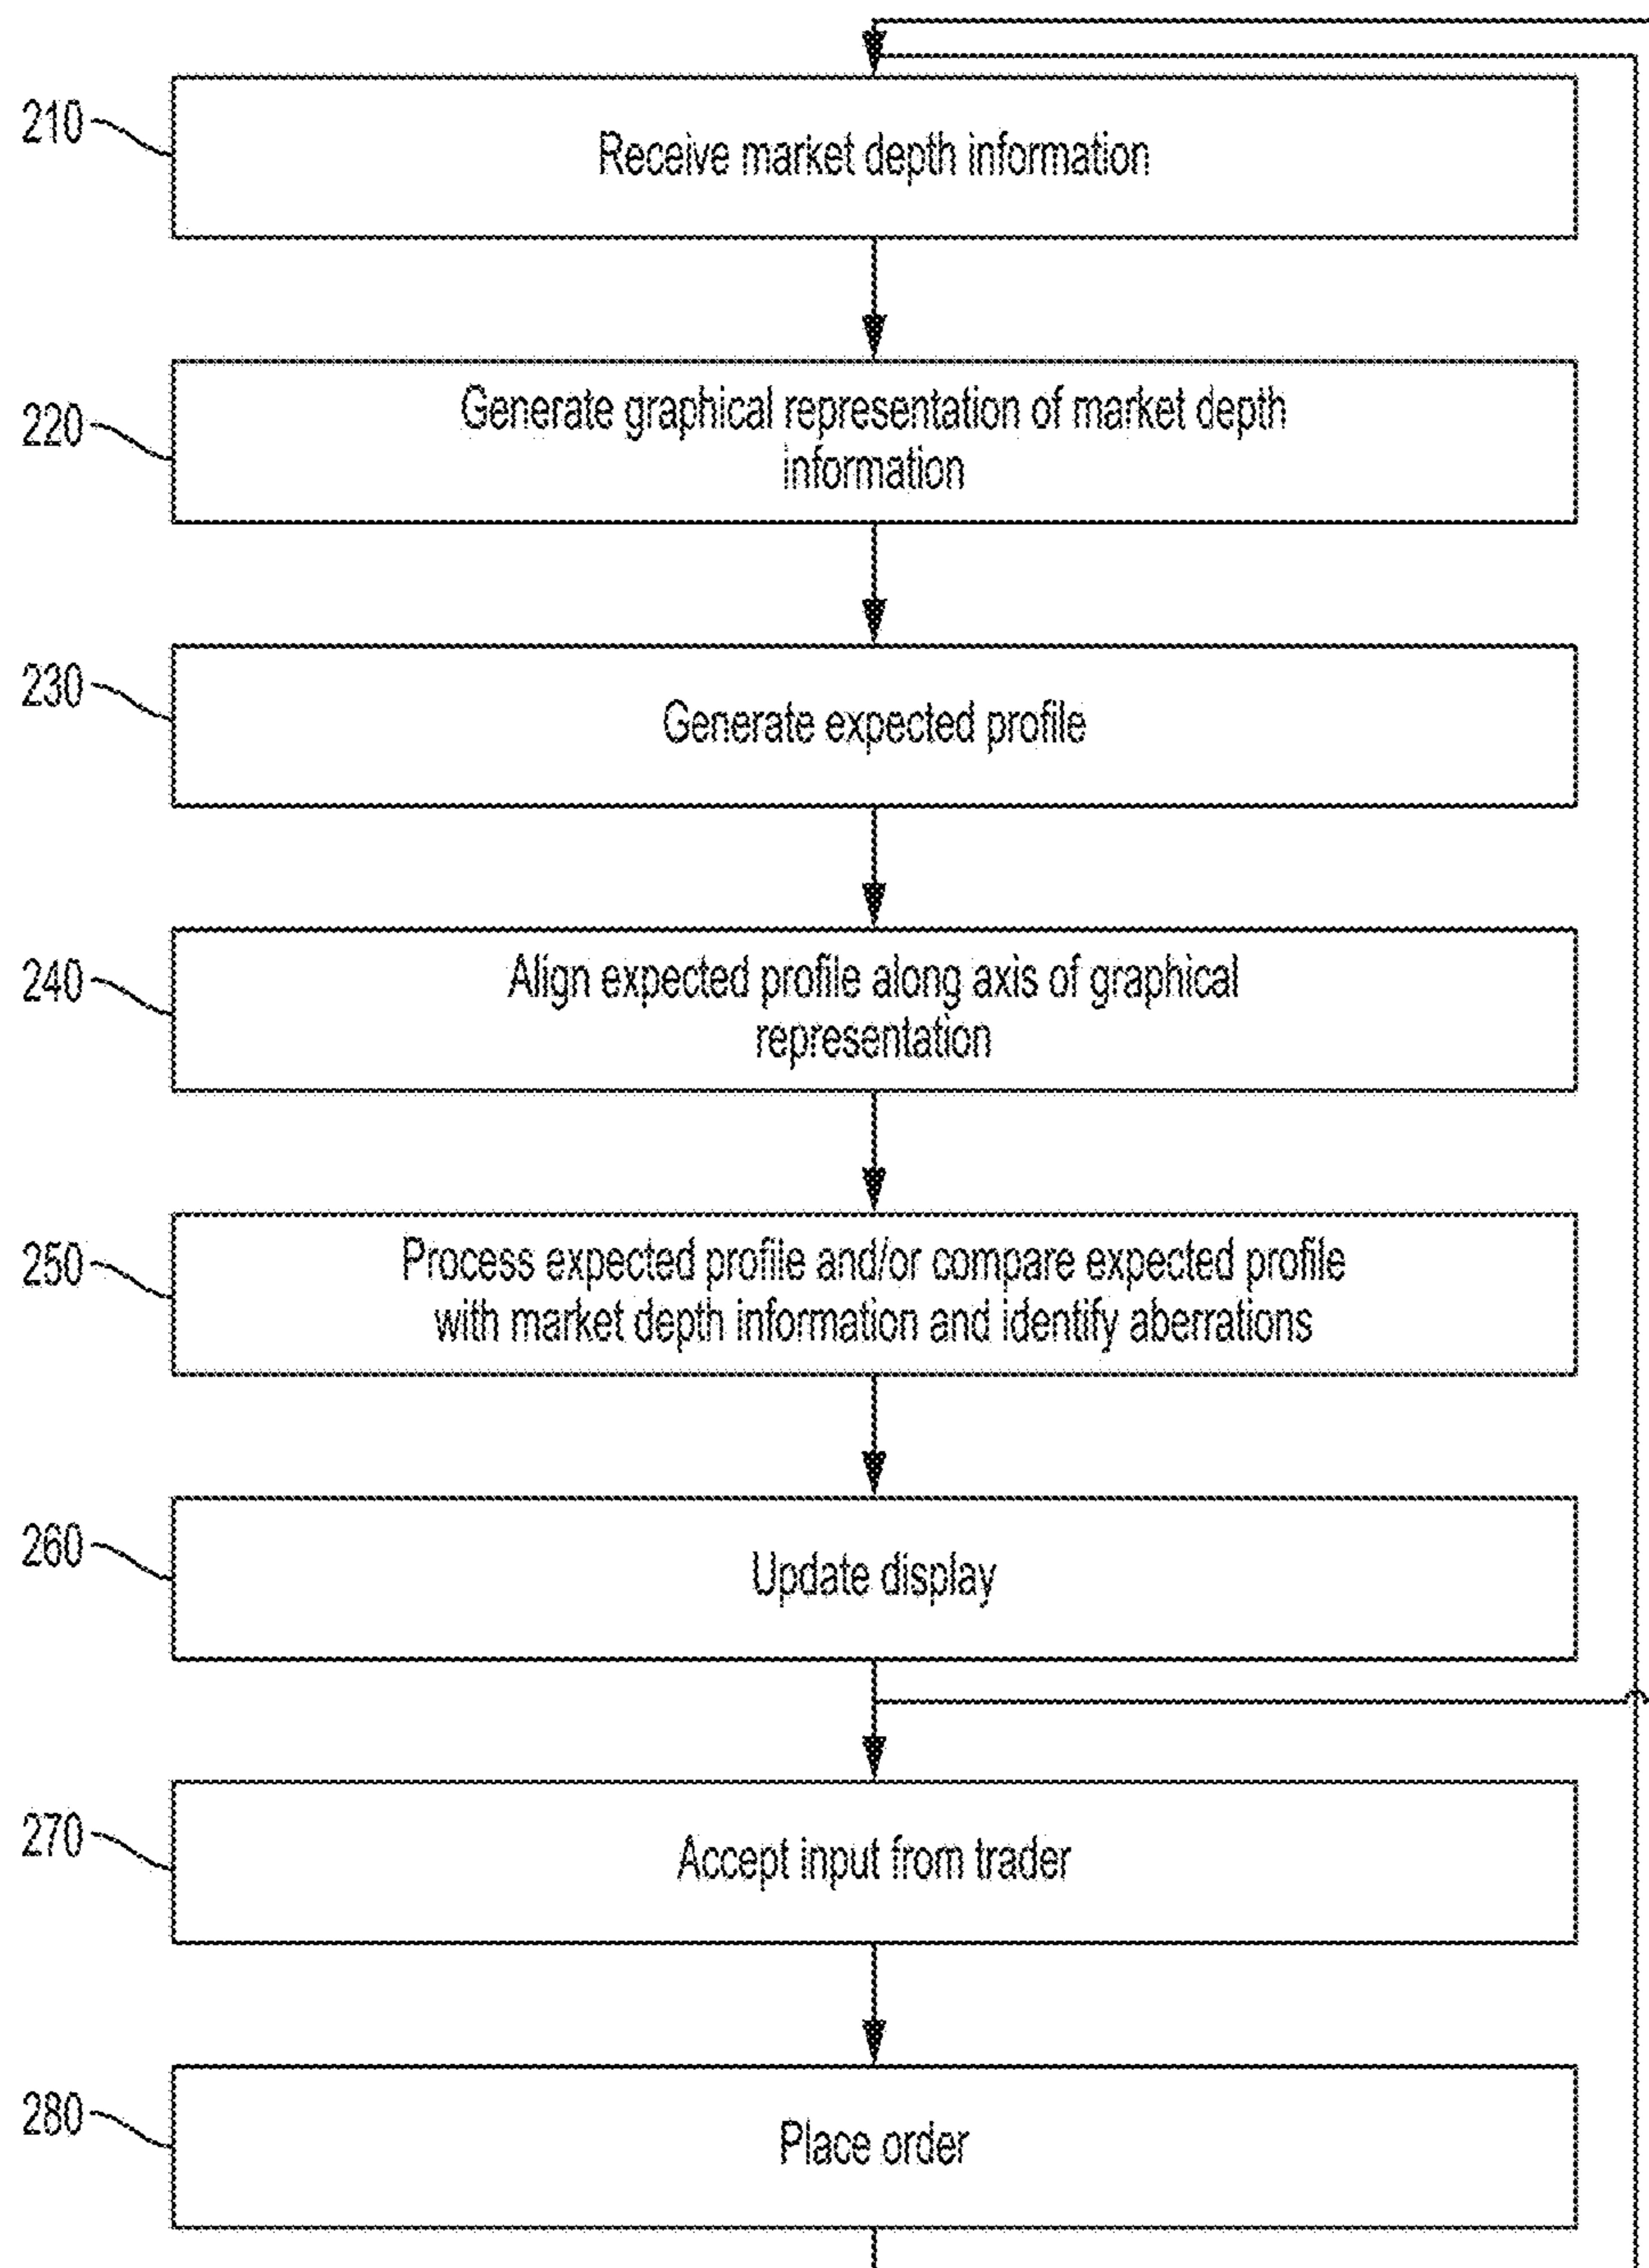 210
Receive market depth information
220
Generate graphical representation of market depth
information
230
Generate expected profile
240
Align expected profile along axis of graphical
representation
250
Process expected profile and/or compare expected profile
with market depth information and identify aberrations
260
Update display
270
Accept input from trader
280
Place order